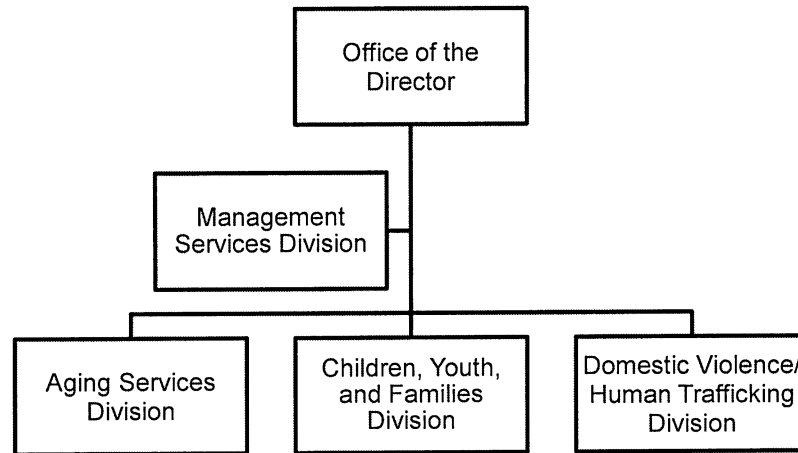 Office of the
Director
Management
Services Division
Aging Services
Division
Children, Youth,
and Families
Division
Domestic Violence/
Human Trafficking
Division